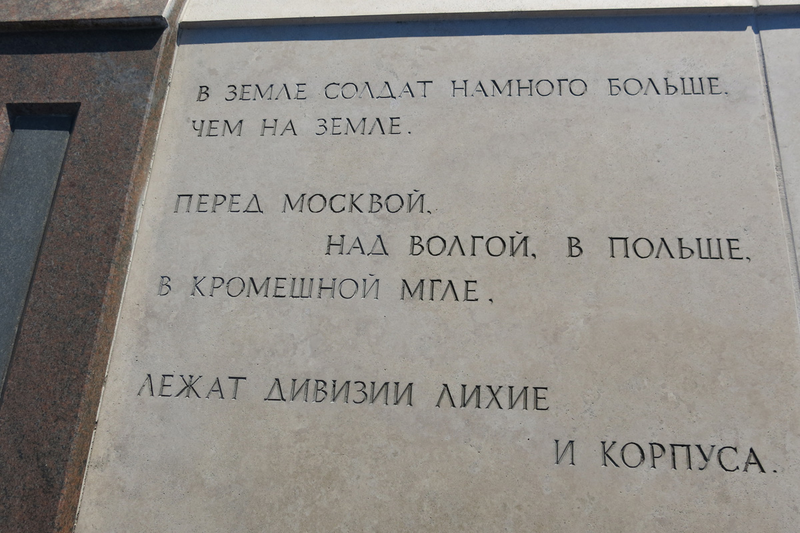 В ЗЕМЛЕ СОЛДАТ НАМНОГО БОЛЬШЕ,
ЧЕМ НА ЗЕМЛЕ.
ПЕРЕД МОСКВОЙ,
НАД ВОЛГОЙ, В ПОЛЬШЕ,
В КРОМЕШНОЙ МГЛЕ,
ЛЕЖАТ ДИВИЗИИ ЛИХИЕ
И КОРПУСА.